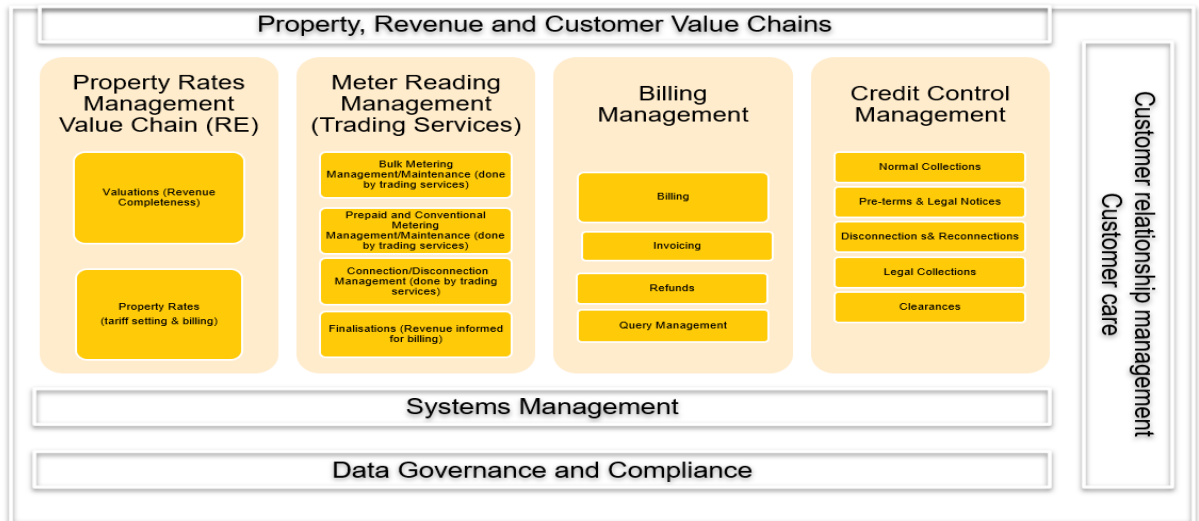 Property, Revenue and Customer Value Chains
Property Rates
Management
Value Chain (RE)
Valuations (Revenue
Completeness)
Property Rates
(tariff setting & billing)
Meter Reading
Management
(Trading Services)
Bulk Metering
Management/Maintenance (done
by trading services)
Prepaid and Conventional
Metering
Management/Maintenance (done
by trading services)
Connection/Disconnection
Management (done by trading
services)
Finalisations (Revenue informed
for billing)
Billing
Management
Billing
Invoicing
Refunds
Query Management
Credit Control
Management
Normal Collections
Pre-terms & Legal Notices
Disconnection s& Reconnections
Legal Collections
Clearances
Customer relationship management
Customer care
Systems Management
Data Governance and Compliance